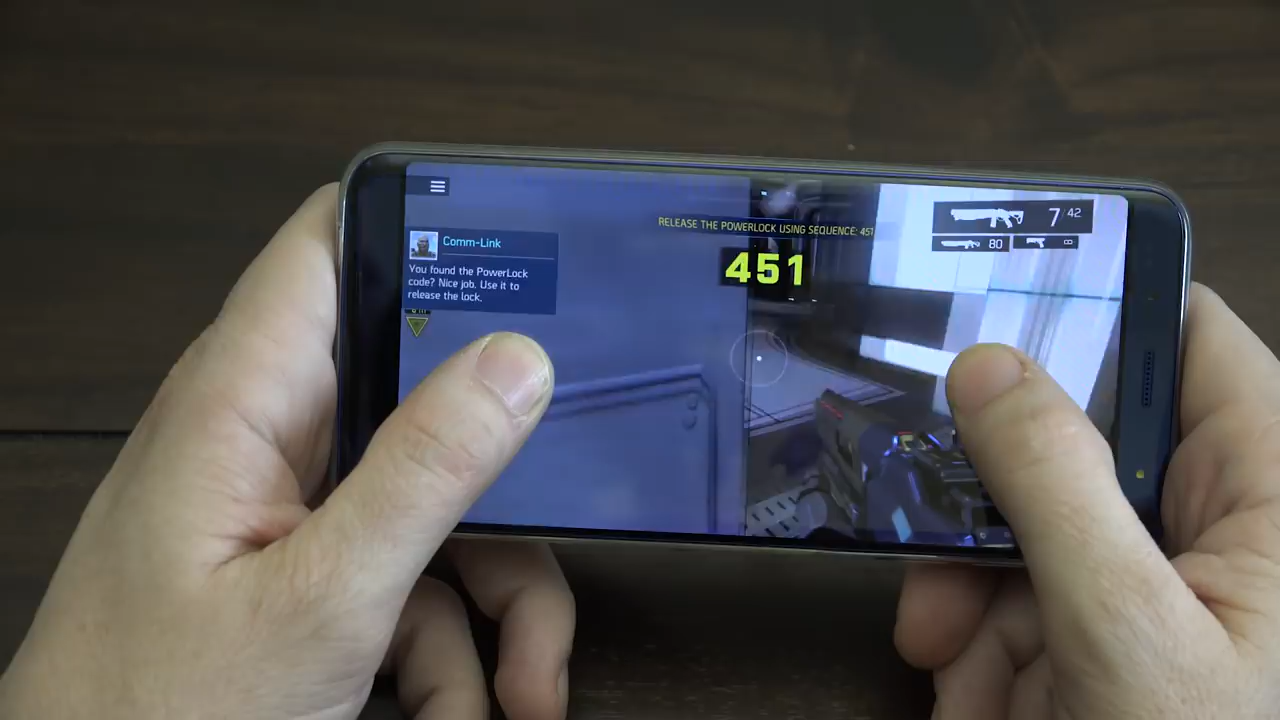 RELEASE THE POWERLOCK USING SEQUENCE: 451
451
7/42
80
Comm-Link
You found the PowerLock
code? Nice job. Use it to
release the lock.